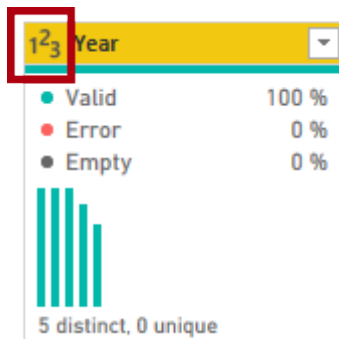 1²3 Year
Valid 100 %
Error 0 %
Empty 0 %
5 distinct, 0 unique